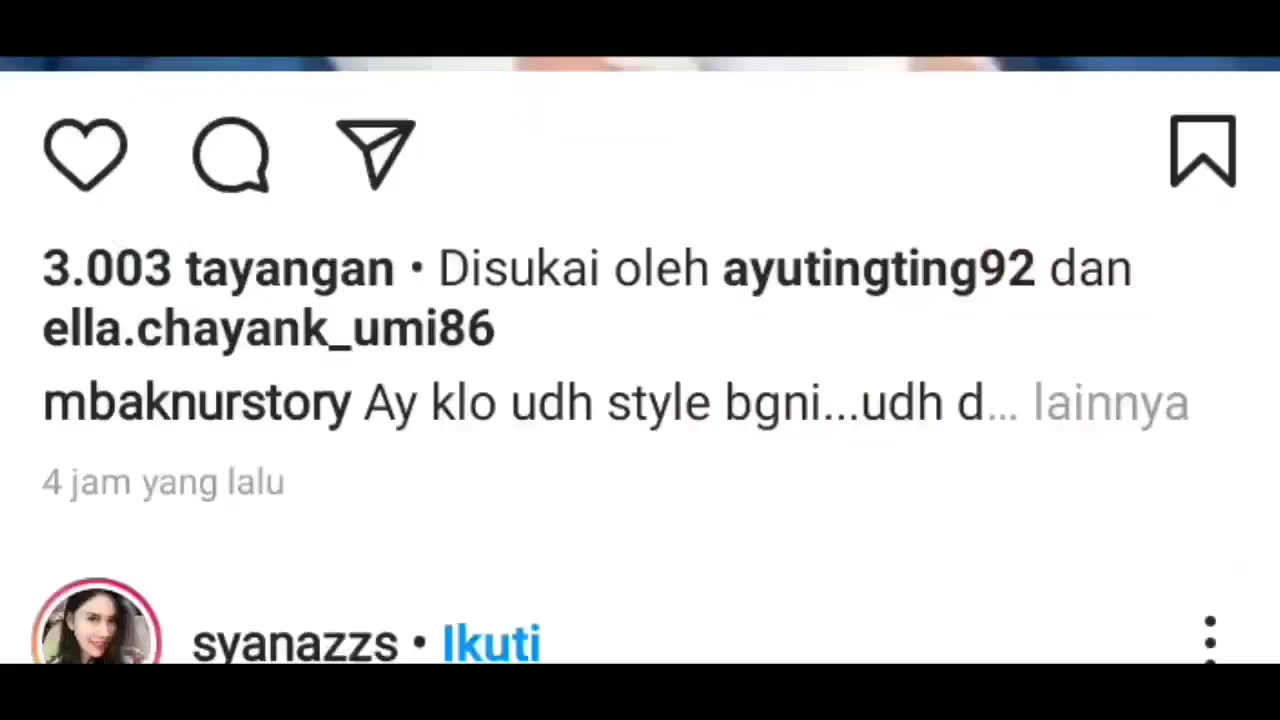 3.003 tayangan • Disukai oleh ayutingting92 dan
ella.chayank_umi86
mbaknurstory Ay klo udh style bgni...udh d... lainnya
4 jam yang lalu
syanazzs • Ikuti